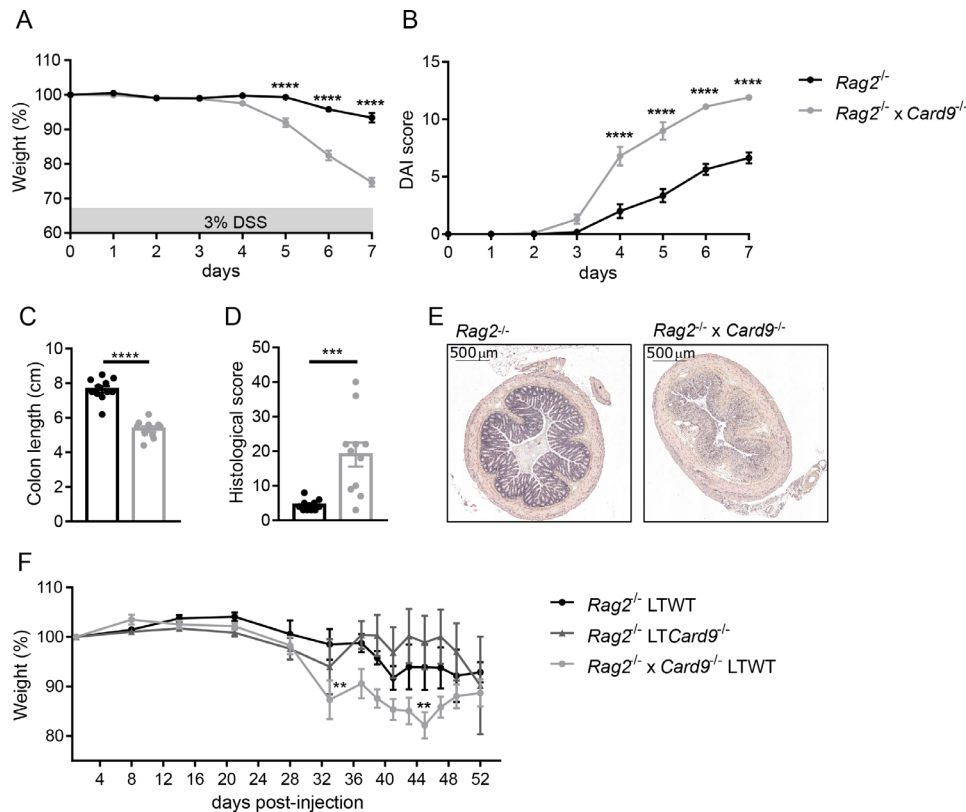 A
110
100
90
80
70
60
Weight (%)
**** **** ****
3% DSS
0 1 2 3 4 5 6 7
days
B
15
10
5
0
DAI score
**** **** **** ****
0 1 2 3 4 5 6 7
days
Rag2-/-
Rag2-/- x Card9-/-
C
10
8
6
4
2
0
Colon length (cm)
****
D
50
40
30
20
10
0
Histological score
***
E
Rag2-/-
500 µm
Rag2-/- x Card9-/-
500 µm
F
110
100
90
80
Weight (%)
**
**
4 8 12 16 20 24 28 32 36 40 44 48 52
days post-injection
Rag2-/- LTWT
Rag2-/- LTCard9-/-
Rag2-/- x Card9-/- LTWT